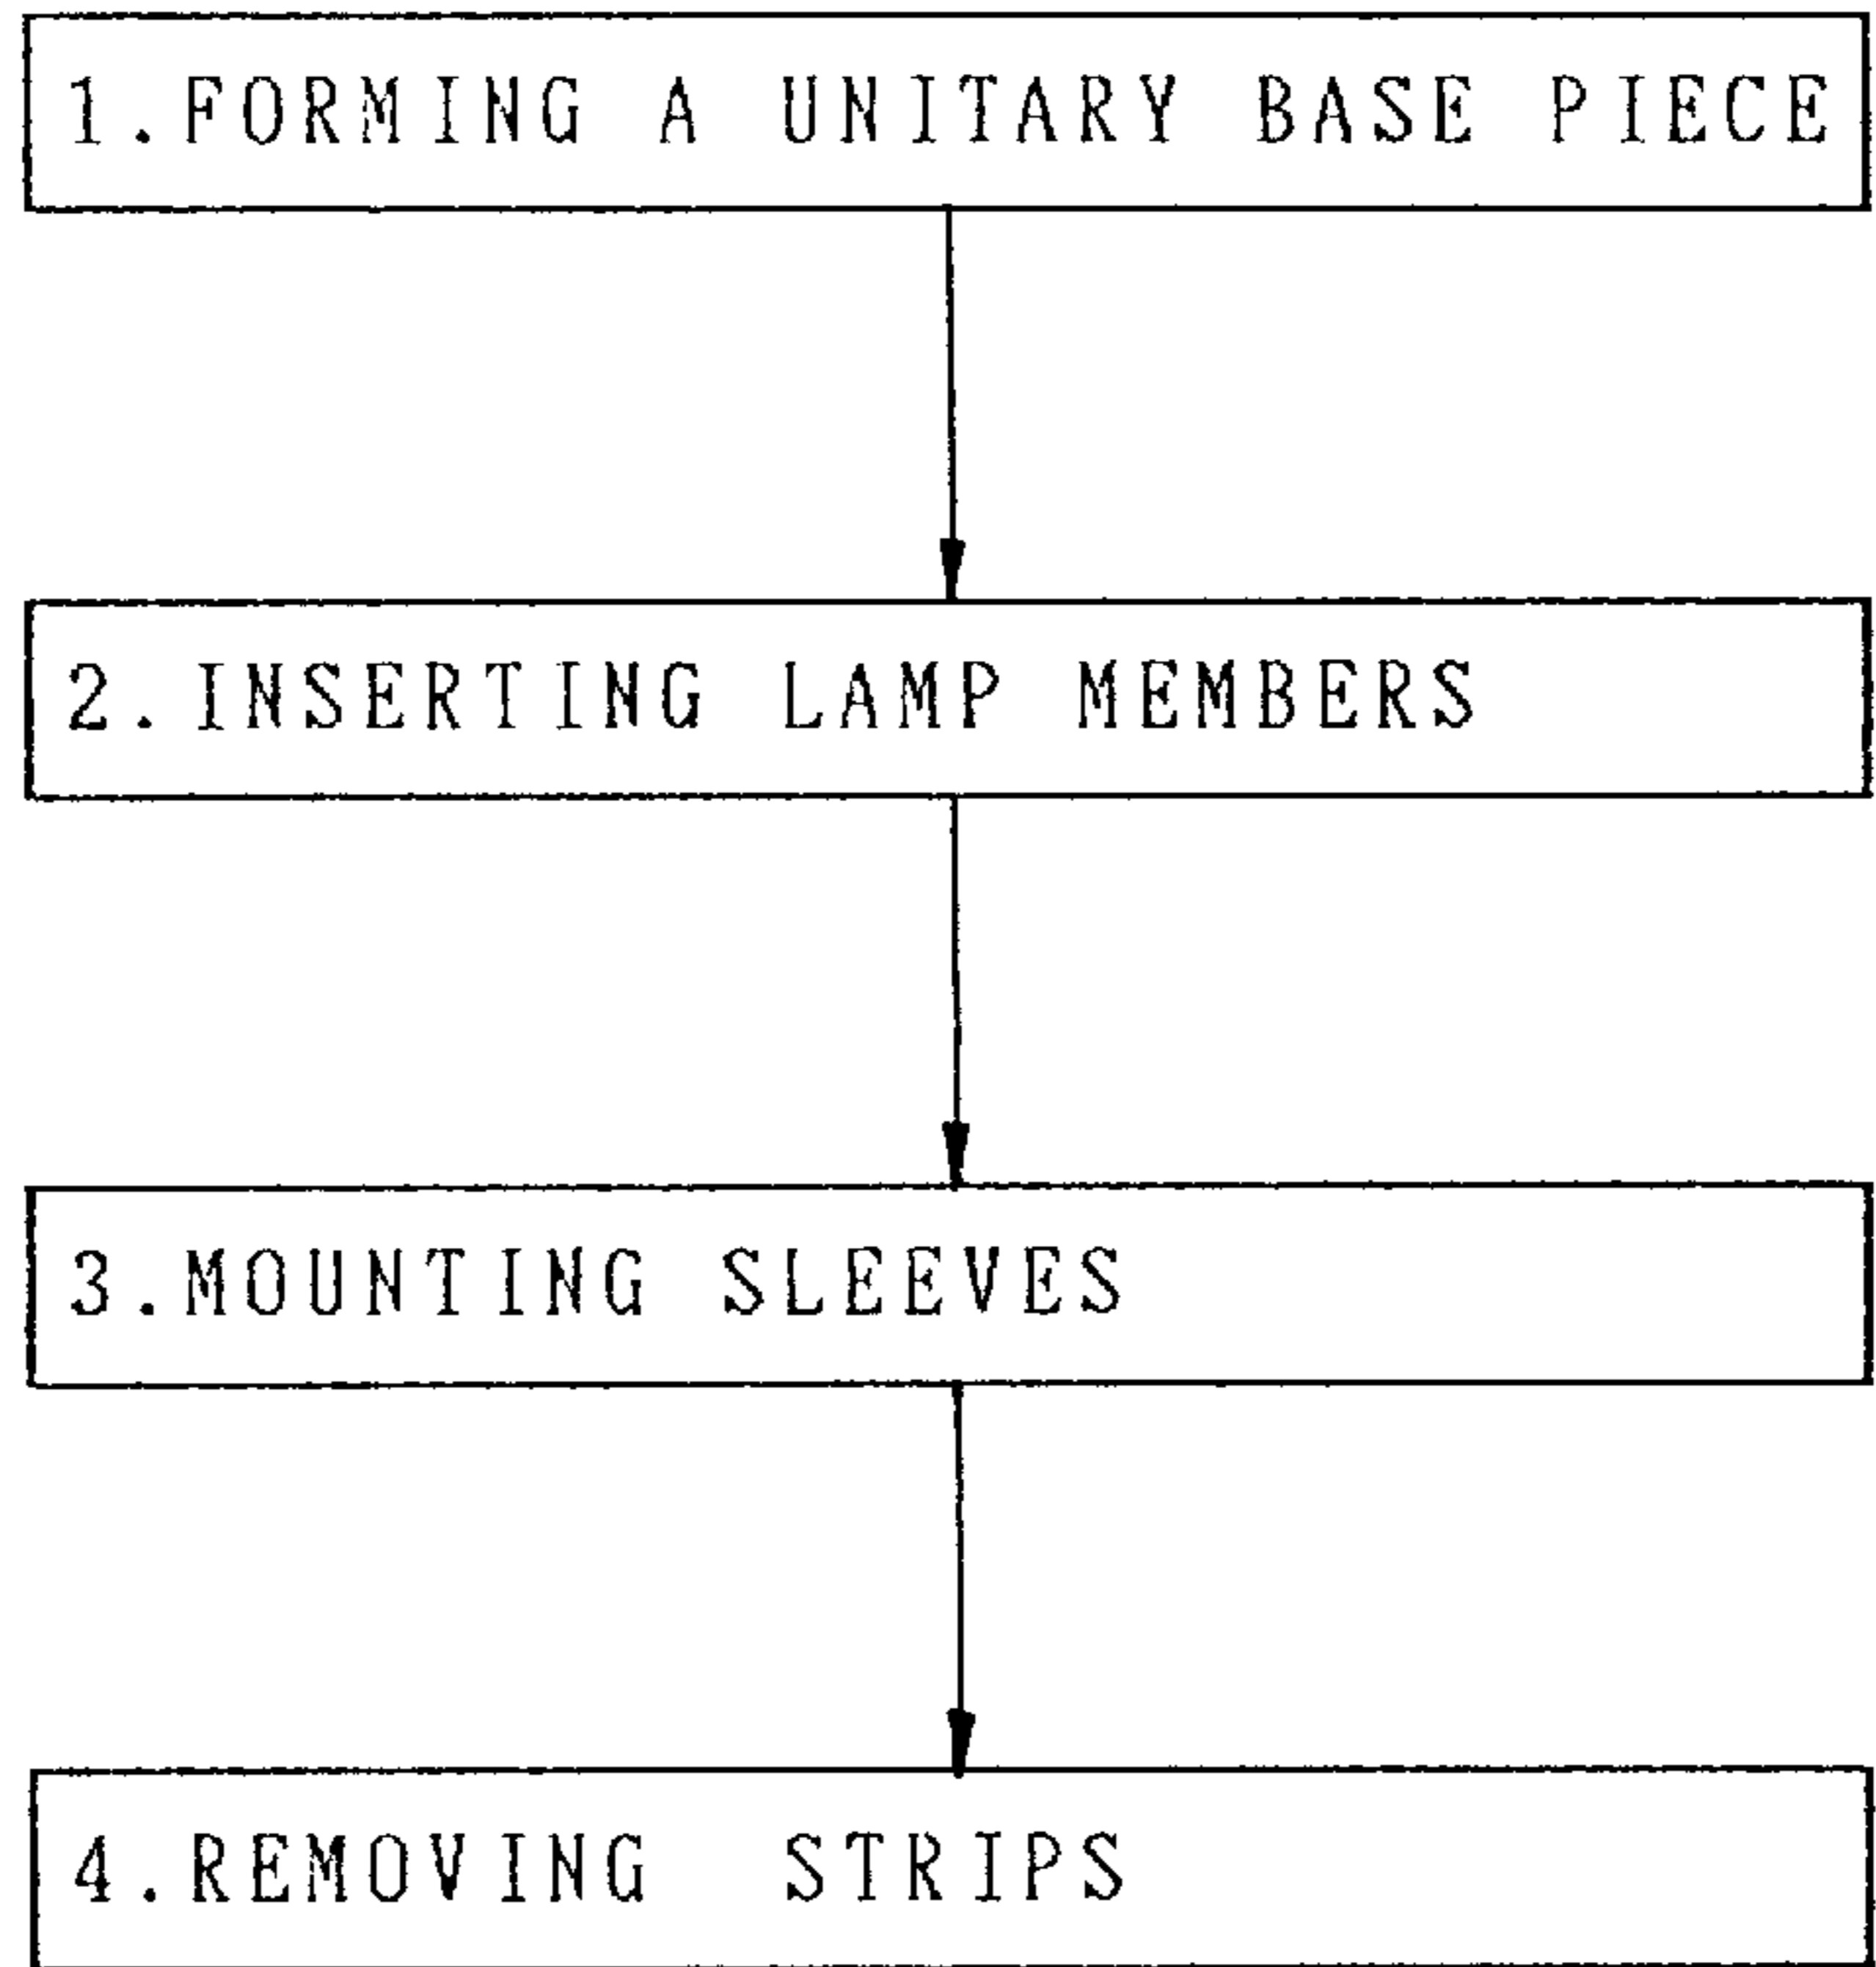 1.FORMING A UNITARY BASE PIECE
2.INSERTING LAMP MEMBERS
3.MOUNTING SLEEVES
4.REMOVING STRIPS